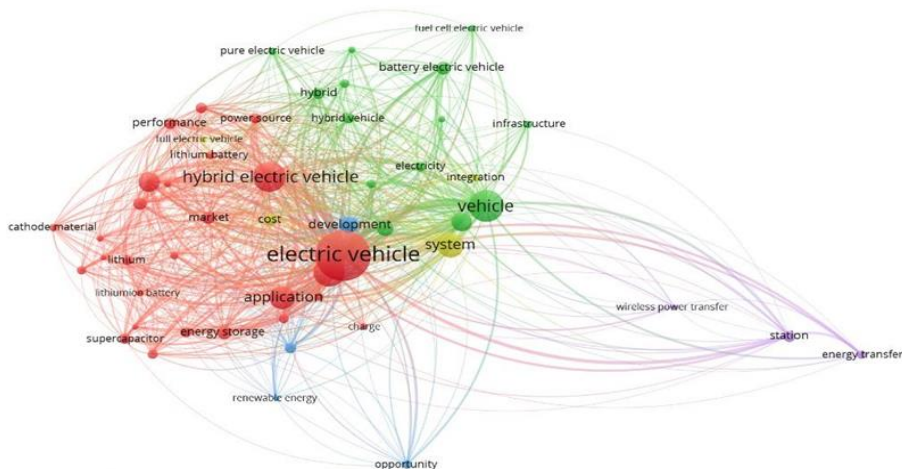 fuel cell electric vehicle
pure electric vehicle
battery electric vehicle
hybrid
performance
power source
hybrid vehicle
infrastructure
full electric vehicle
lithium battery
electricity
hybrid electric vehicle
integration
vehicle
market
cost
development
cathode material
system
electric vehicle
lithium
lithiumion battery
application
wireless power transfer
charge
supercapacitor
energy storage
station
energy transfer
renewable energy
opportunity